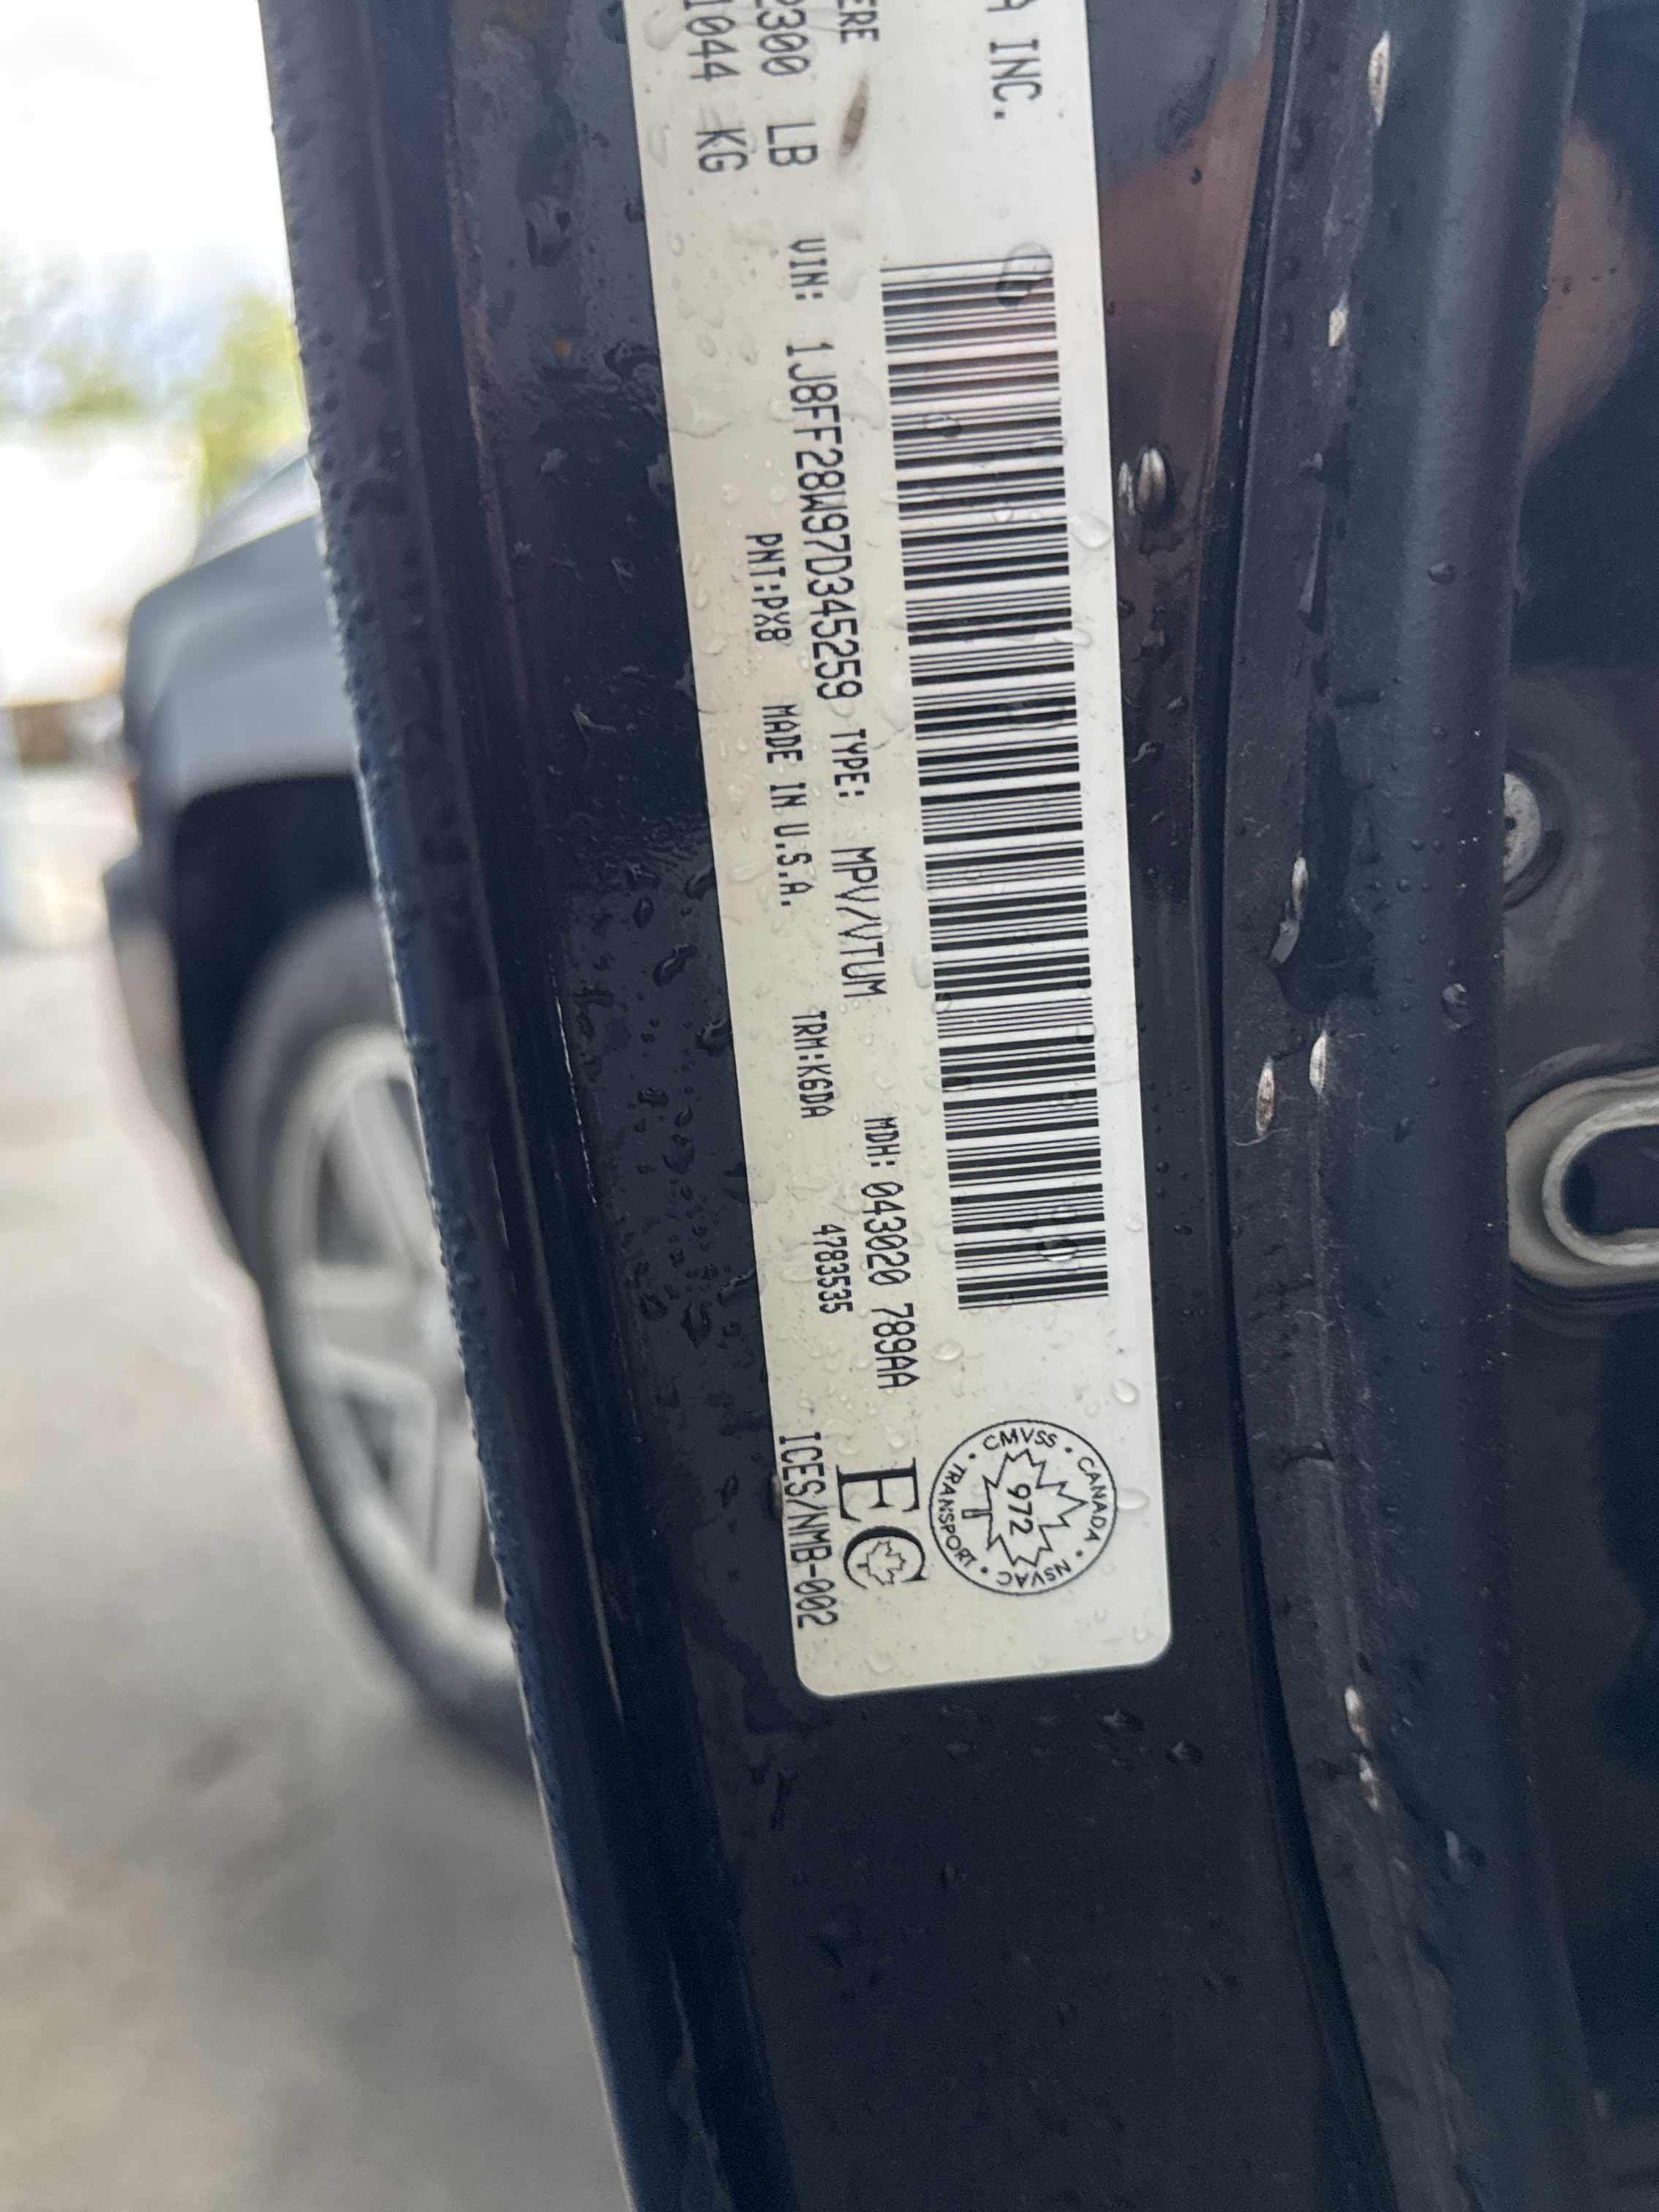 A INC.
ERE
2300 LB
1044 KG
VIN: 1J8FF28W97D345259 TYPE: MPV/VTUM MDH: 043020 789AA
PNT:PX8 MADE IN U.S.A. TRM:K6DA 4783535
CMVSS • CANADA • NSVAC • TRANSPORT •
972
EC
ICES/NMB-002